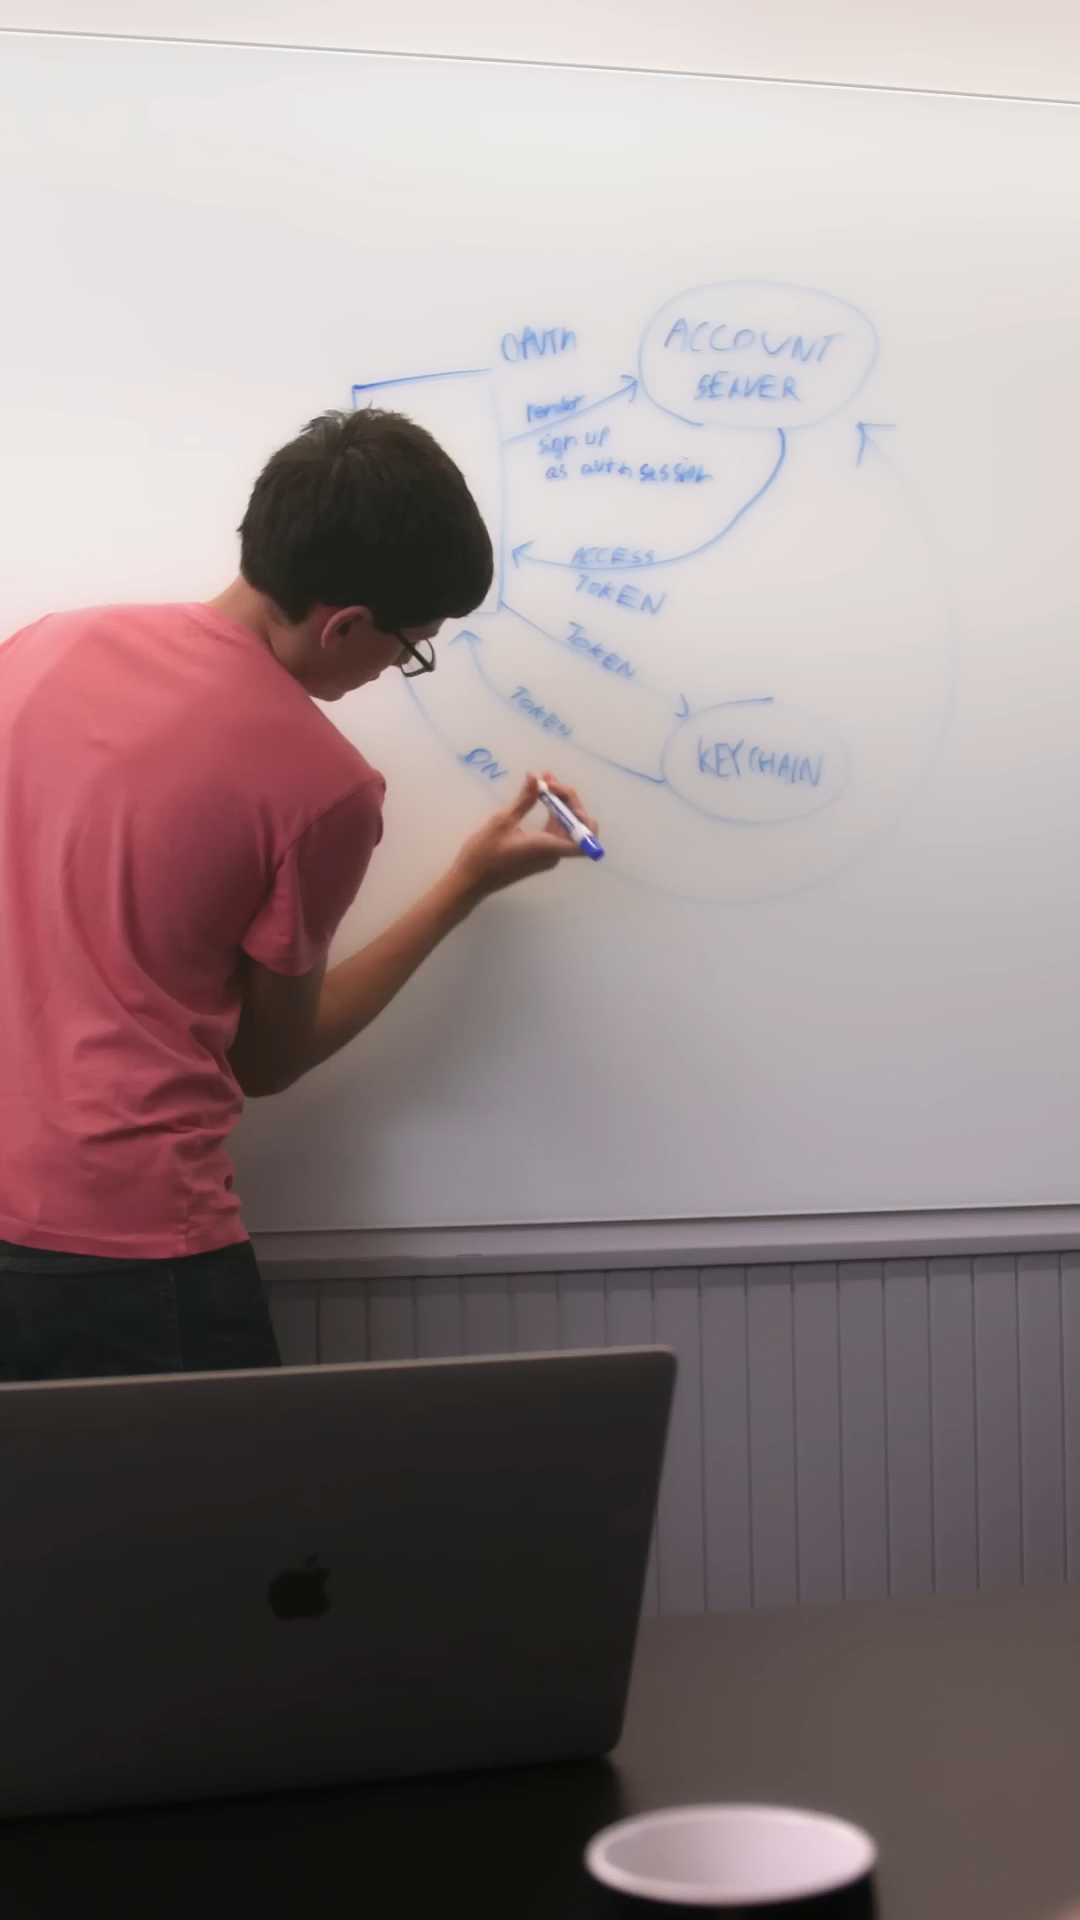 OAUTH
ACCOUNT
SERVER
render
sign up
as auth session
ACCESS
TOKEN
TOKEN
TOKEN
KEYCHAIN
ON